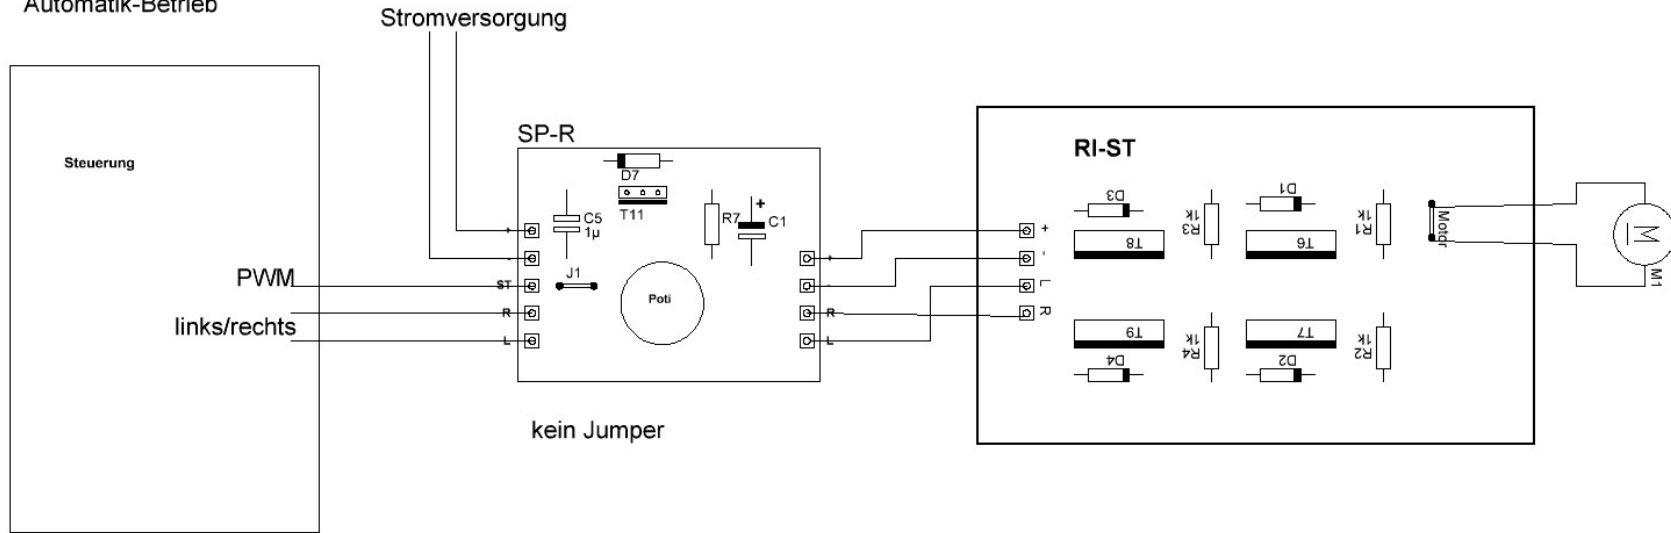 Automatik-Betrieb
Stromversorgung
Steuerung
PWM
links/rechts
SP-R
D7
T11
C5
1µ
R7
+
C1
J1
Poti
+
-
ST
R
L
+
-
R
L
kein Jumper
RI-ST
+
-
L
R
D3
T8
R3
1k
D1
T6
R1
1k
Motor
T9
D4
R4
1k
T7
D2
R2
1k
M
M1